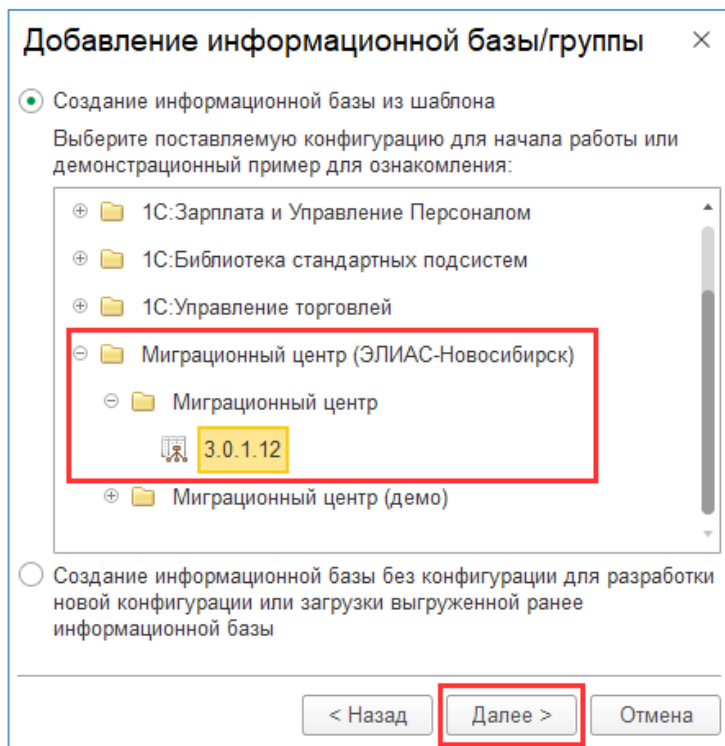 Добавление информационной базы/группы
Создание информационной базы из шаблона
Выберите поставляемую конфигурацию для начала работы или
демонстрационный пример для ознакомления:
1С:Зарплата и Управление Персоналом
1С:Библиотека стандартных подсистем
1С:Управление торговлей
Миграционный центр (ЭЛИАС-Новосибирск)
Миграционный центр
3.0.1.12
Миграционный центр (демо)
Создание информационной базы без конфигурации для разработки
новой конфигурации или загрузки выгруженной ранее
информационной базы
< Назад
Далее >
Отмена